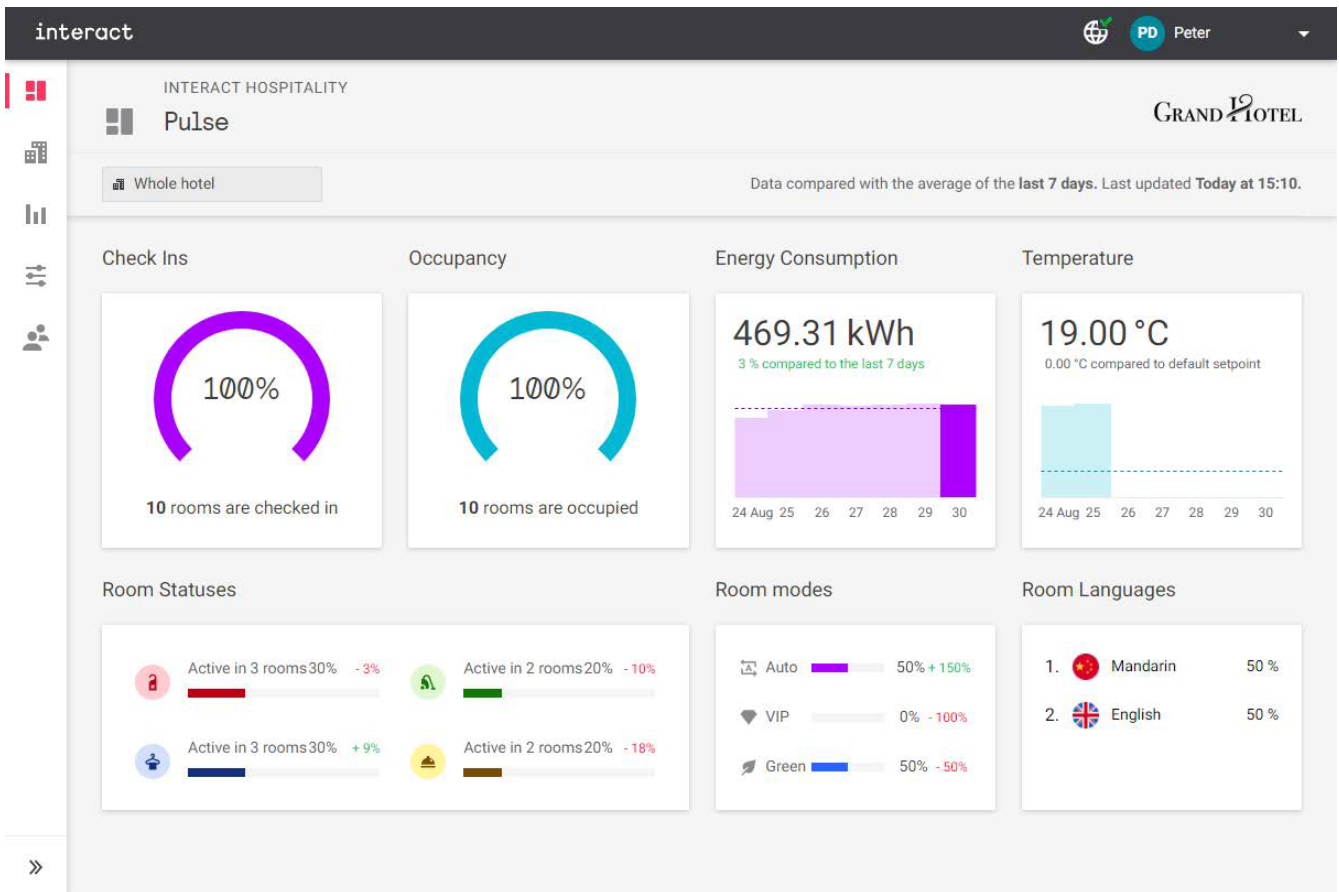 interact
PD Peter
INTERACT HOSPITALITY
Pulse
GRAND HOTEL
Whole hotel
Data compared with the average of the last 7 days. Last updated Today at 15:10.
Check Ins
100%
10 rooms are checked in
Occupancy
100%
10 rooms are occupied
Energy Consumption
469.31 kWh
3 % compared to the last 7 days
24 Aug 25 26 27 28 29 30
Temperature
19.00 °C
0.00 °C compared to default setpoint
24 Aug 25 26 27 28 29 30
Room Statuses
Active in 3 rooms 30% - 3%
Active in 2 rooms 20% - 10%
Active in 3 rooms 30% + 9%
Active in 2 rooms 20% - 18%
Room modes
A Auto 50% + 150%
VIP 0% - 100%
Green 50% - 50%
Room Languages
1. Mandarin 50 %
2. English 50 %